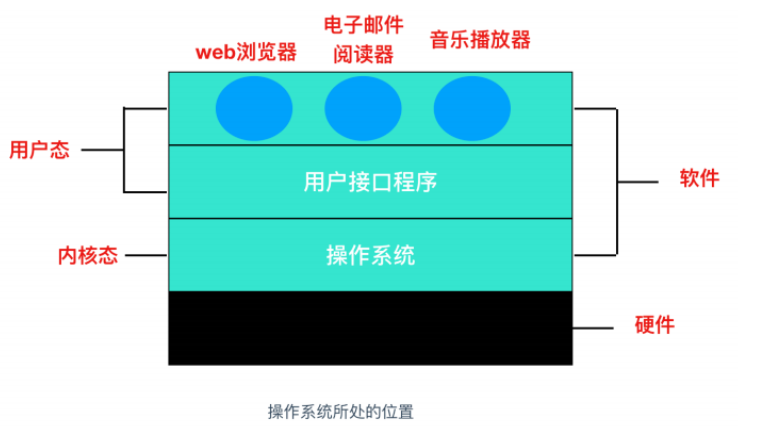 web浏览器
电子邮件
阅读器
音乐播放器
用户态
用户接口程序
软件
内核态
操作系统
硬件
操作系统所处的位置